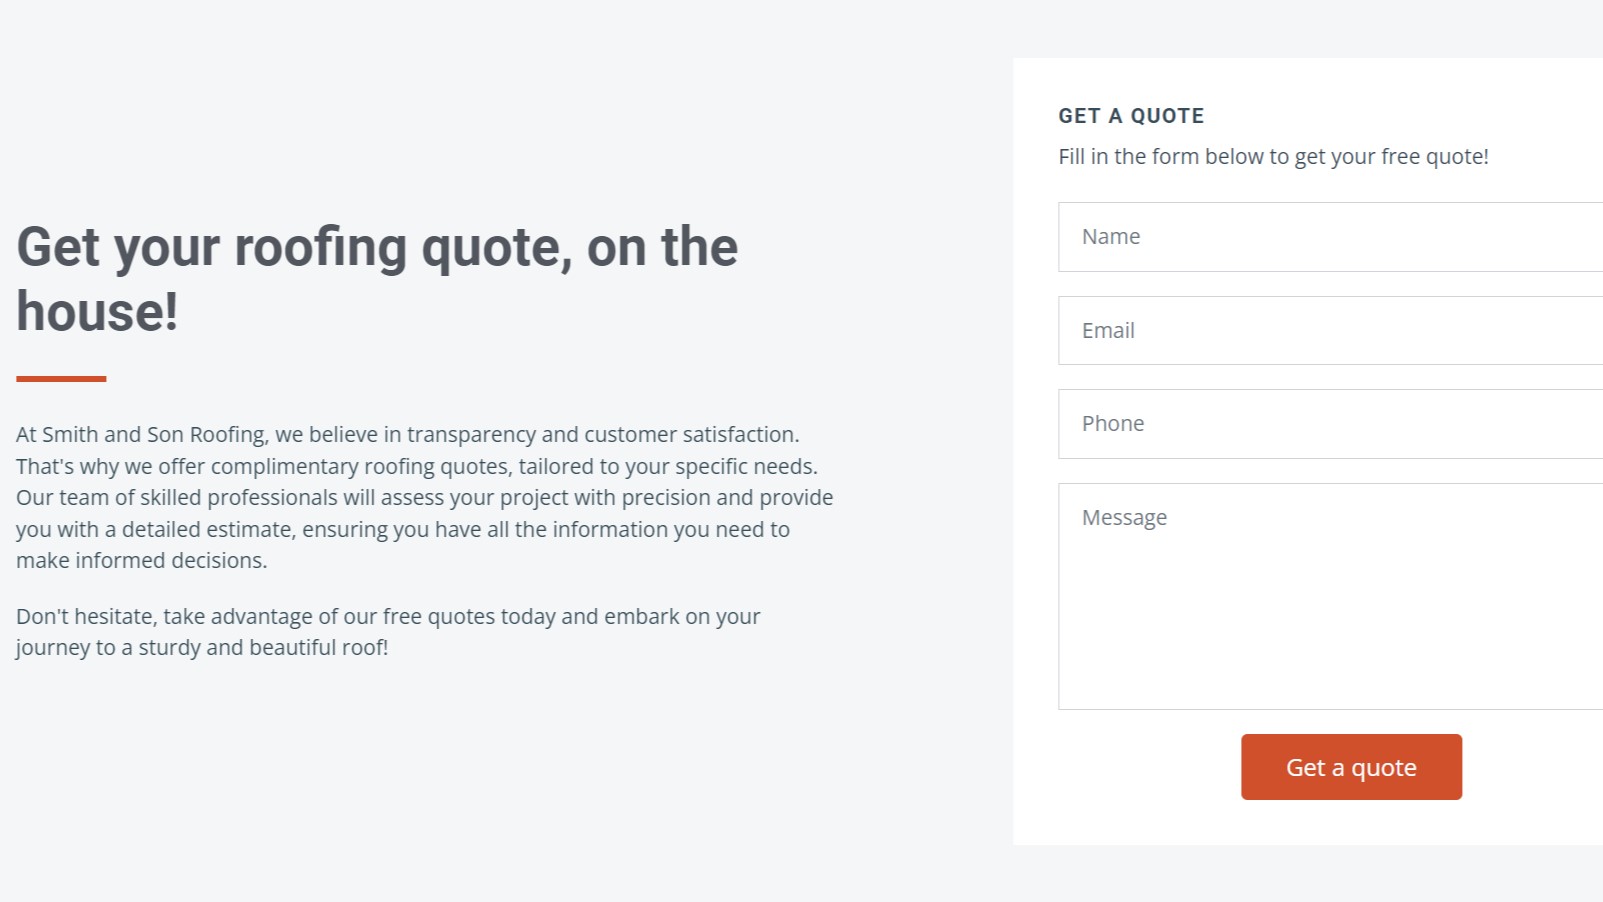 Get your roofing quote, on the
house!
At Smith and Son Roofing, we believe in transparency and customer satisfaction.
That's why we offer complimentary roofing quotes, tailored to your specific needs.
Our team of skilled professionals will assess your project with precision and provide
you with a detailed estimate, ensuring you have all the information you need to
make informed decisions.
Don't hesitate, take advantage of our free quotes today and embark on your
journey to a sturdy and beautiful roof!
GET A QUOTE
Fill in the form below to get your free quote!
Name
Email
Phone
Message
Get a quote